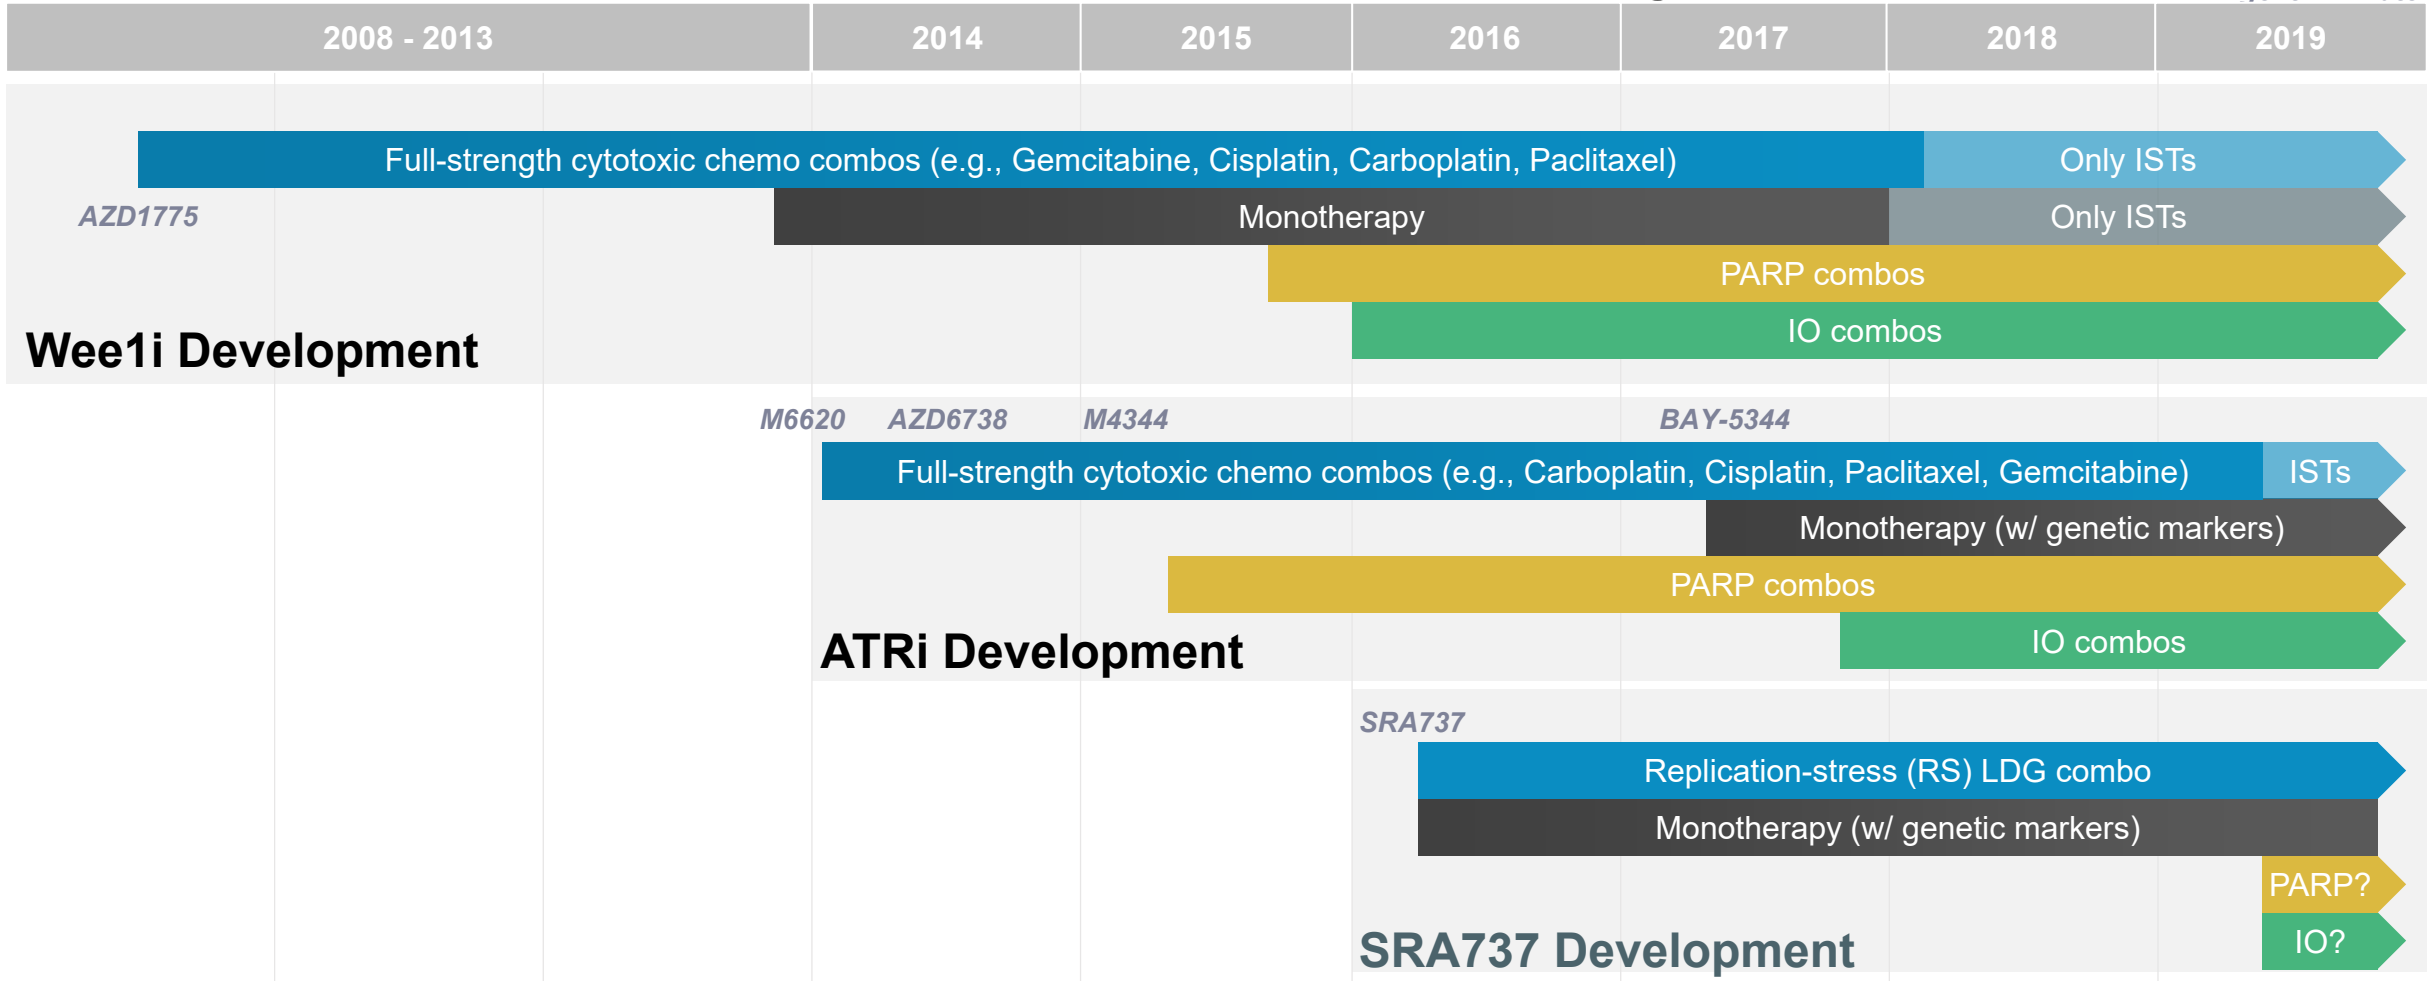 2008 - 2013
2014
2015
2016
2017
2018
2019
Full-strength cytotoxic chemo combos (e.g., Gemcitabine, Cisplatin, Carboplatin, Paclitaxel)
Only ISTs
AZD1775
Monotherapy
Only ISTs
PARP combos
IO combos
Wee1i Development
M6620
AZD6738
M4344
BAY-5344
Full-strength cytotoxic chemo combos (e.g., Carboplatin, Cisplatin, Paclitaxel, Gemcitabine)
ISTs
Monotherapy (w/ genetic markers)
PARP combos
IO combos
ATRi Development
SRA737
Replication-stress (RS) LDG combo
Monotherapy (w/ genetic markers)
PARP?
IO?
SRA737 Development